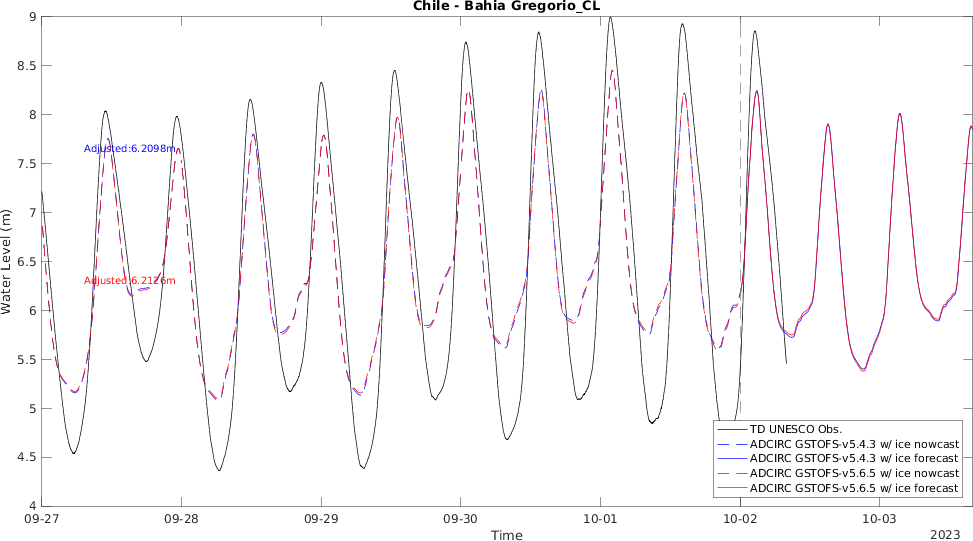 Chile - Bahia Gregorio_CL
9
8.5
8
7.5
7
6.5
6
5.5
5
4.5
4
Water Level (m)
Adjusted:6.2098m
Adjusted:6.2126m
TD UNESCO Obs.
ADCIRC GSTOFS-v5.4.3 w/ ice nowcast
ADCIRC GSTOFS-v5.4.3 w/ ice forecast
ADCIRC GSTOFS-v5.6.5 w/ ice nowcast
ADCIRC GSTOFS-v5.6.5 w/ ice forecast
09-27 09-28 09-29 09-30 10-01 10-02 10-03
Time
2023